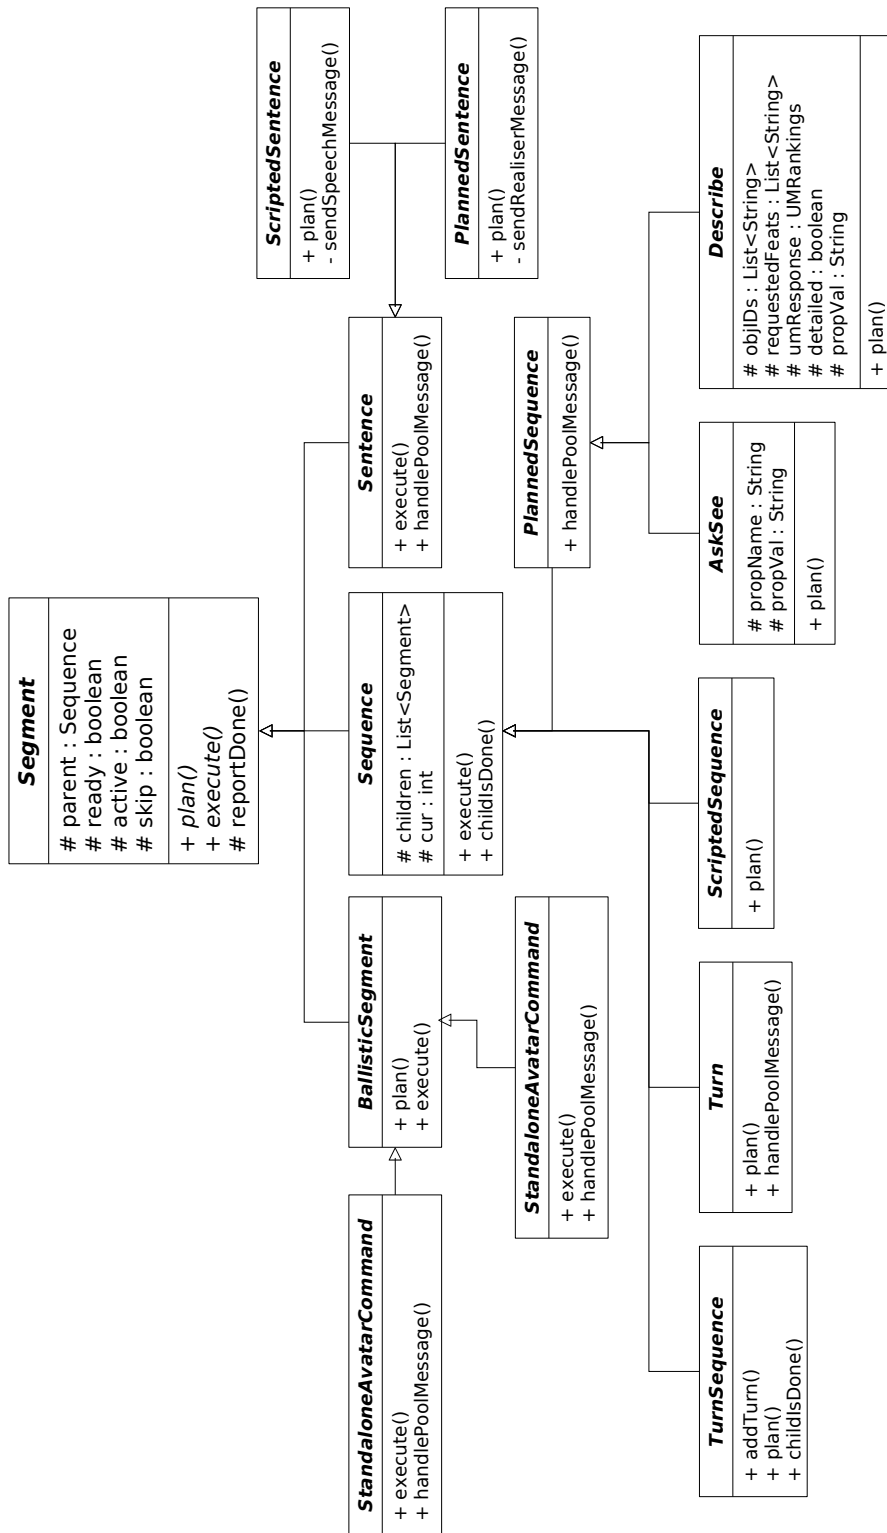 Segment
# parent : Sequence
# ready : boolean
# active : boolean
# skip : boolean
+ plan()
+ execute()
# reportDone()
StandaloneAvatarCommand
+ execute()
+ handlePoolMessage()
BallisticSegment
+ plan()
+ execute()
Sequence
# children : List<Segment>
# cur : int
+ execute()
+ childIsDone()
Sentence
+ execute()
+ handlePoolMessage()
ScriptedSentence
+ plan()
- sendSpeechMessage()
PlannedSentence
+ plan()
- sendRealiserMessage()
StandaloneAvatarCommand
+ execute()
+ handlePoolMessage()
PlannedSequence
+ handlePoolMessage()
TurnSequence
+ addTurn()
+ plan()
+ childIsDone()
Turn
+ plan()
+ handlePoolMessage()
ScriptedSequence
+ plan()
AskSee
# propName : String
# propVal : String
+ plan()
Describe
# objIDs : List<String>
# requestedFeats : List<String>
# umResponse : UMRankings
# detailed : boolean
# propVal : String
+ plan()